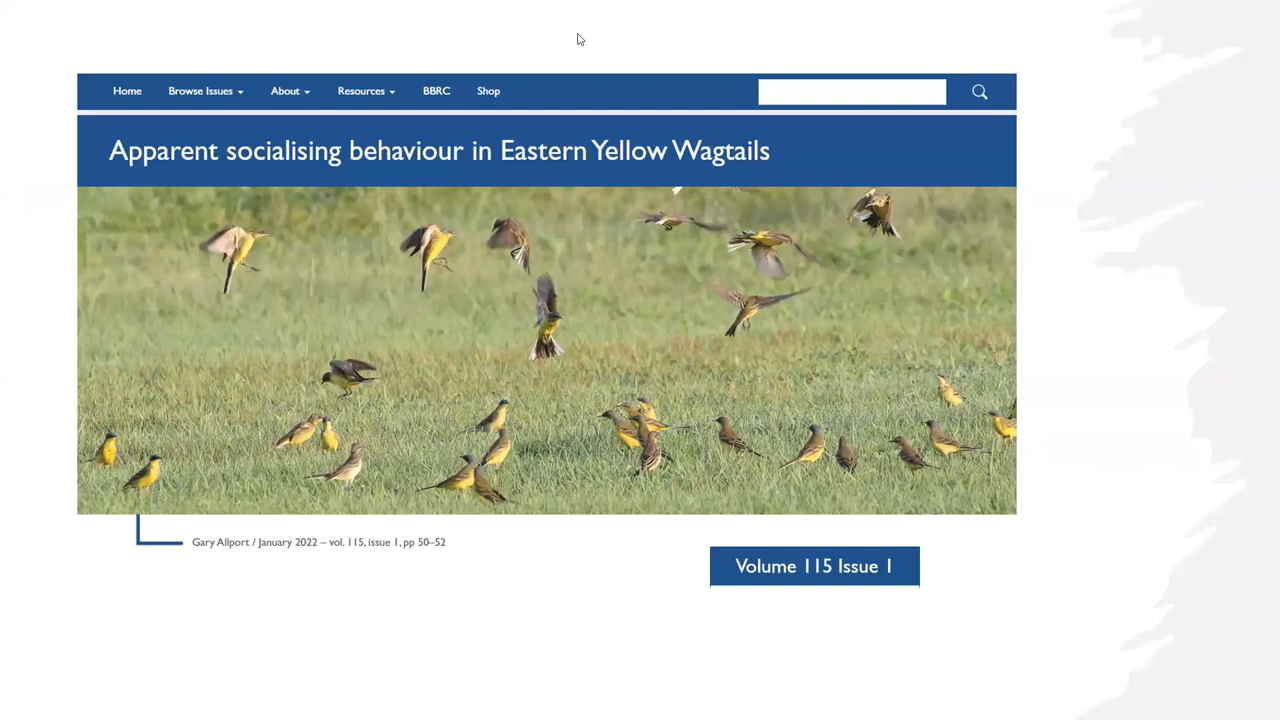 Home Browse Issues About Resources BBRC Shop
Apparent socialising behaviour in Eastern Yellow Wagtails
Gary Allport / January 2022 – vol. 115, issue 1, pp 50–52
Volume 115 Issue 1